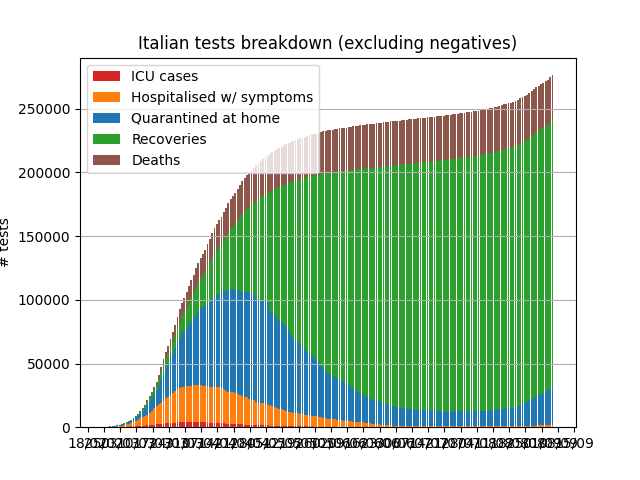 Italian tests breakdown (excluding negatives)
ICU cases
Hospitalised w/ symptoms
Quarantined at home
Recoveries
Deaths
250000
200000
150000
100000
50000
0
# tests